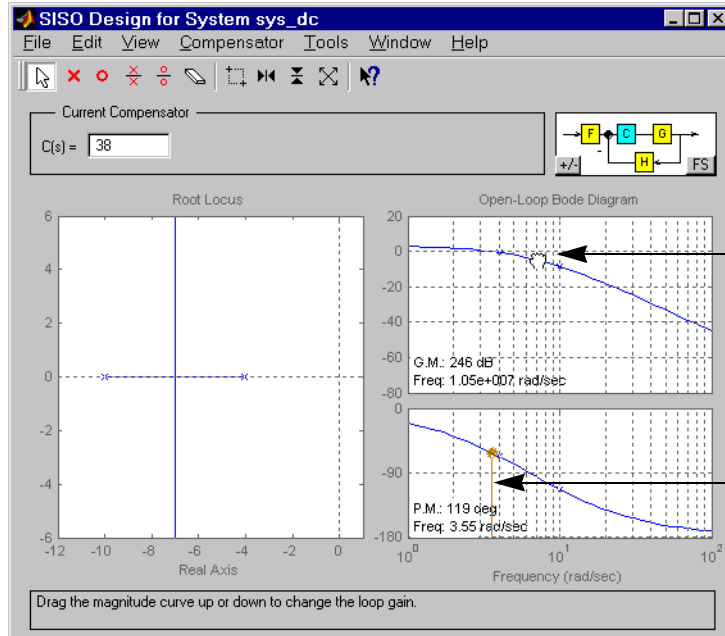 SISO Design for System sys_dc
File Edit View Compensator Tools Window Help
Current Compensator
C(s) = 38
F C G
H
+/- FS
Root Locus
6
4
2
0
-2
-4
-6
-12 -10 -8 -6 -4 -2 0
Real Axis
Open-Loop Bode Diagram
20
0
-20
-40
-60
-80
G.M.: 246 dB
Freq: 1.05e+007 rad/sec
0
-90
-180
P.M.: 119 deg
Freq: 3.55 rad/sec
10^0 10^1 10^2
Frequency (rad/sec)
Drag the magnitude curve up or down to change the loop gain.